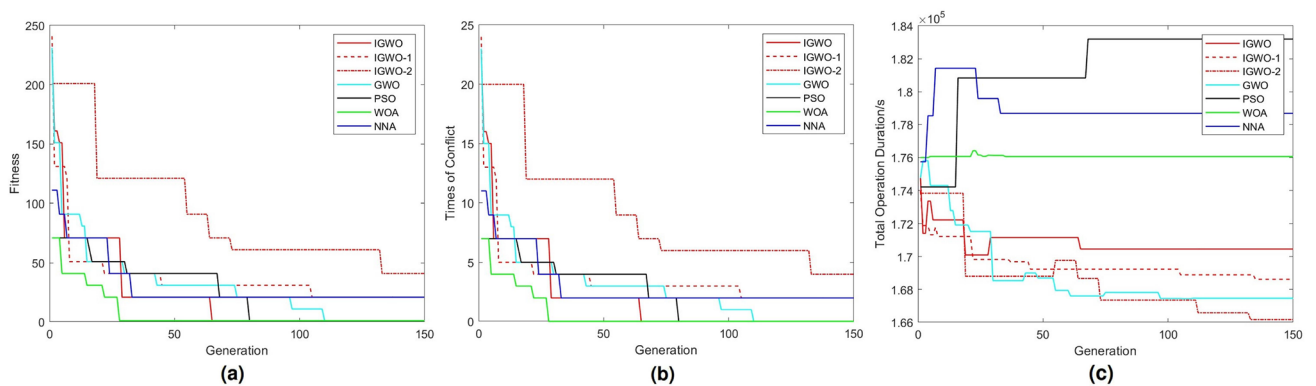 250
200
150
100
50
0
Fitness
0 50 100 150
Generation
IGWO
IGWO-1
IGWO-2
GWO
PSO
WOA
NNA
(a)
25
20
15
10
5
0
Times of Conflict
0 50 100 150
Generation
IGWO
IGWO-1
IGWO-2
GWO
PSO
WOA
NNA
(b)
×10⁵
1.84
1.82
1.8
1.78
1.76
1.74
1.72
1.7
1.68
1.66
Total Operation Duration/s
0 50 100 150
Generation
IGWO
IGWO-1
IGWO-2
GWO
PSO
WOA
NNA
(c)